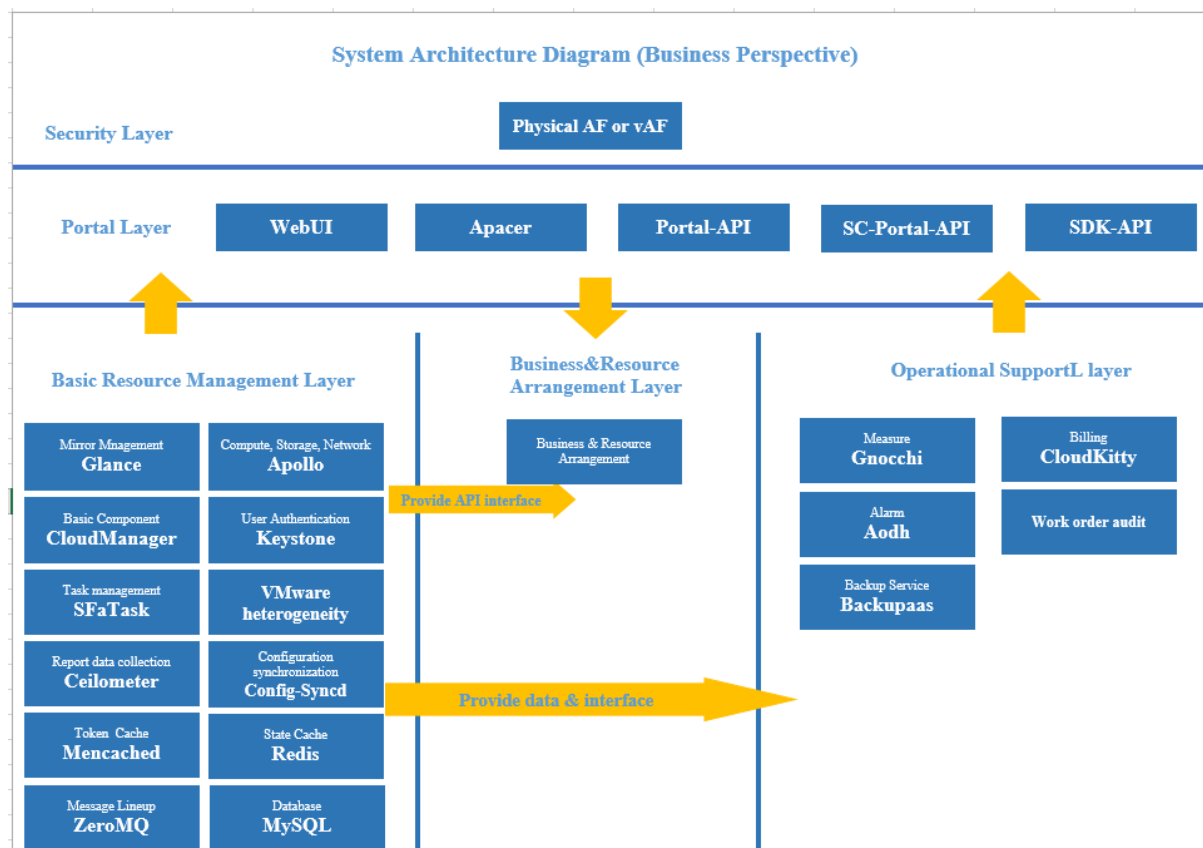 System Architecture Diagram (Business Perspective)
Physical AF or vAF
Security Layer
Portal Layer
WebUI
Apacer
Portal-API
SC-Portal-API
SDK-API
Basic Resource Management Layer
Mirror Mnagement
Glance
Compute, Storage, Network
Apollo
Basic Component
CloudManager
User Authentication
Keystone
Task management
SFaTask
VMware
heterogeneity
Report data collection
Ceilometer
Configuration
synchronization
Config-Syncd
Token Cache
Mencached
State Cache
Redis
Message Lineup
ZeroMQ
Database
MySQL
Provide API interface
Provide data & interface
Business&Resource
Arrangement Layer
Business & Resource
Arrangement
Operational SupportL layer
Measure
Gnocchi
Billing
CloudKitty
Alarm
Aodh
Work order audit
Backup Service
Backupaas